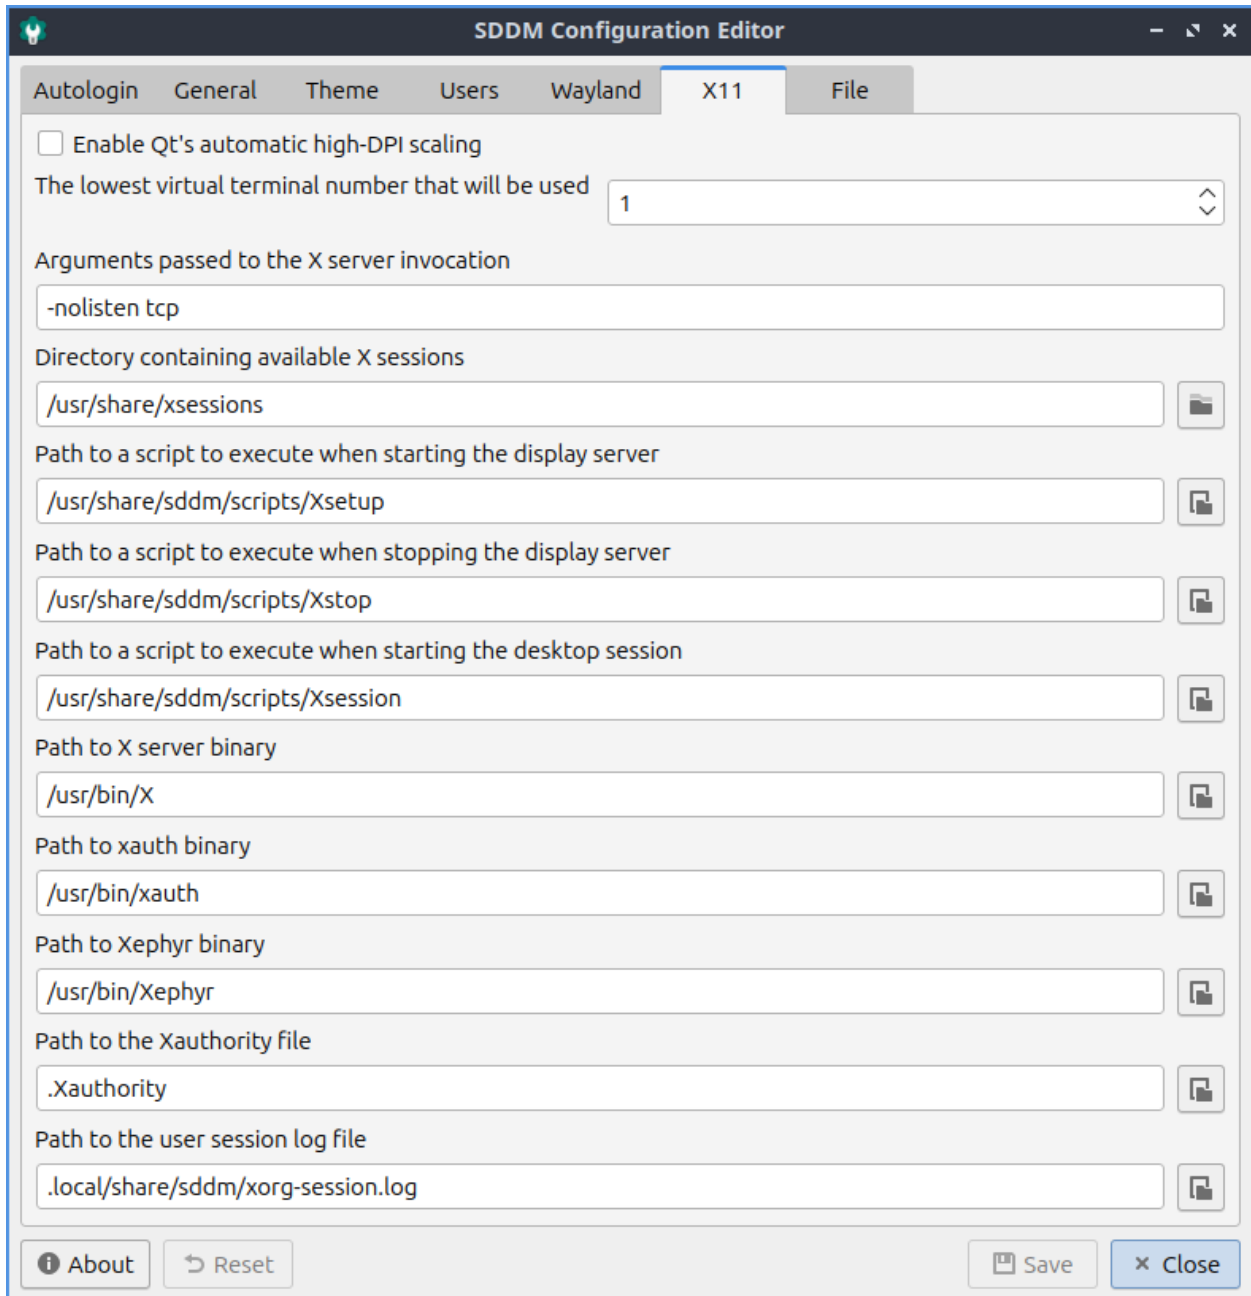 SDDM Configuration Editor
Autologin General Theme Users Wayland X11 File
Enable Qt's automatic high-DPI scaling
The lowest virtual terminal number that will be used 1
Arguments passed to the X server invocation
-nolisten tcp
Directory containing available X sessions
/usr/share/xsessions
Path to a script to execute when starting the display server
/usr/share/sddm/scripts/Xsetup
Path to a script to execute when stopping the display server
/usr/share/sddm/scripts/Xstop
Path to a script to execute when starting the desktop session
/usr/share/sddm/scripts/Xsession
Path to X server binary
/usr/bin/X
Path to xauth binary
/usr/bin/xauth
Path to Xephyr binary
/usr/bin/Xephyr
Path to the Xauthority file
.Xauthority
Path to the user session log file
.local/share/sddm/xorg-session.log
About Reset Save Close